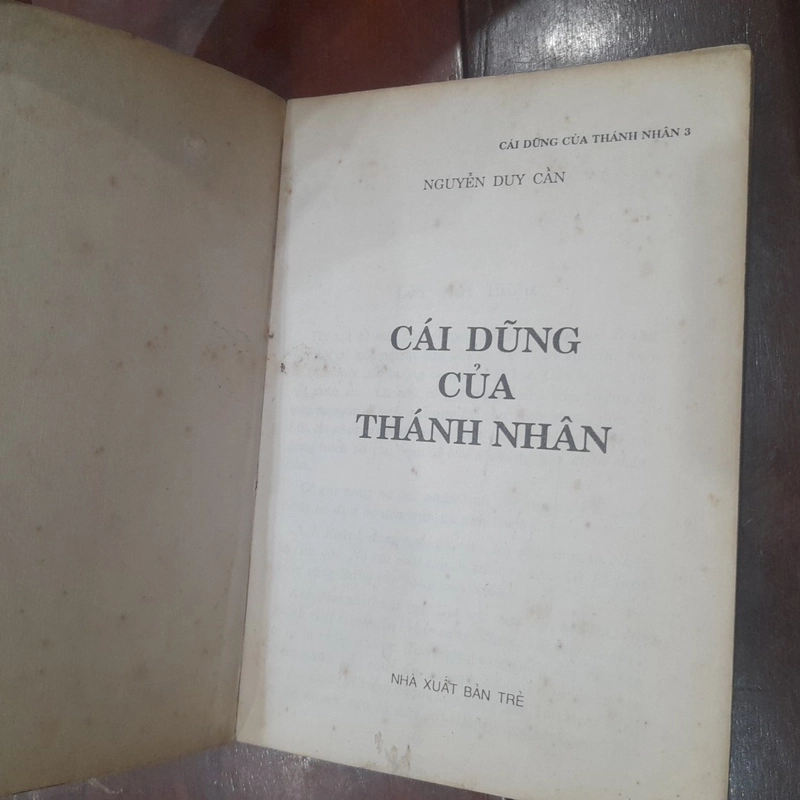 CÁI DŨNG CỦA THÁNH NHÂN 3
NGUYỄN DUY CẦN
CÁI DŨNG
CỦA
THÁNH NHÂN
NHÀ XUẤT BẢN TRẺ